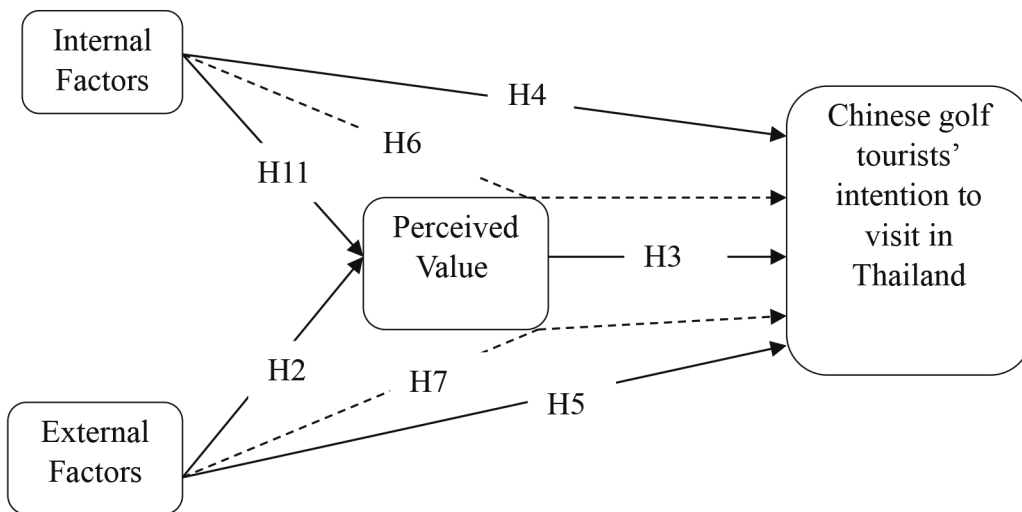 Internal
Factors
H4
Chinese golf
tourists’
intention to
visit in
Thailand
H6
H11
Perceived
Value
H3
H2
H7
H5
External
Factors